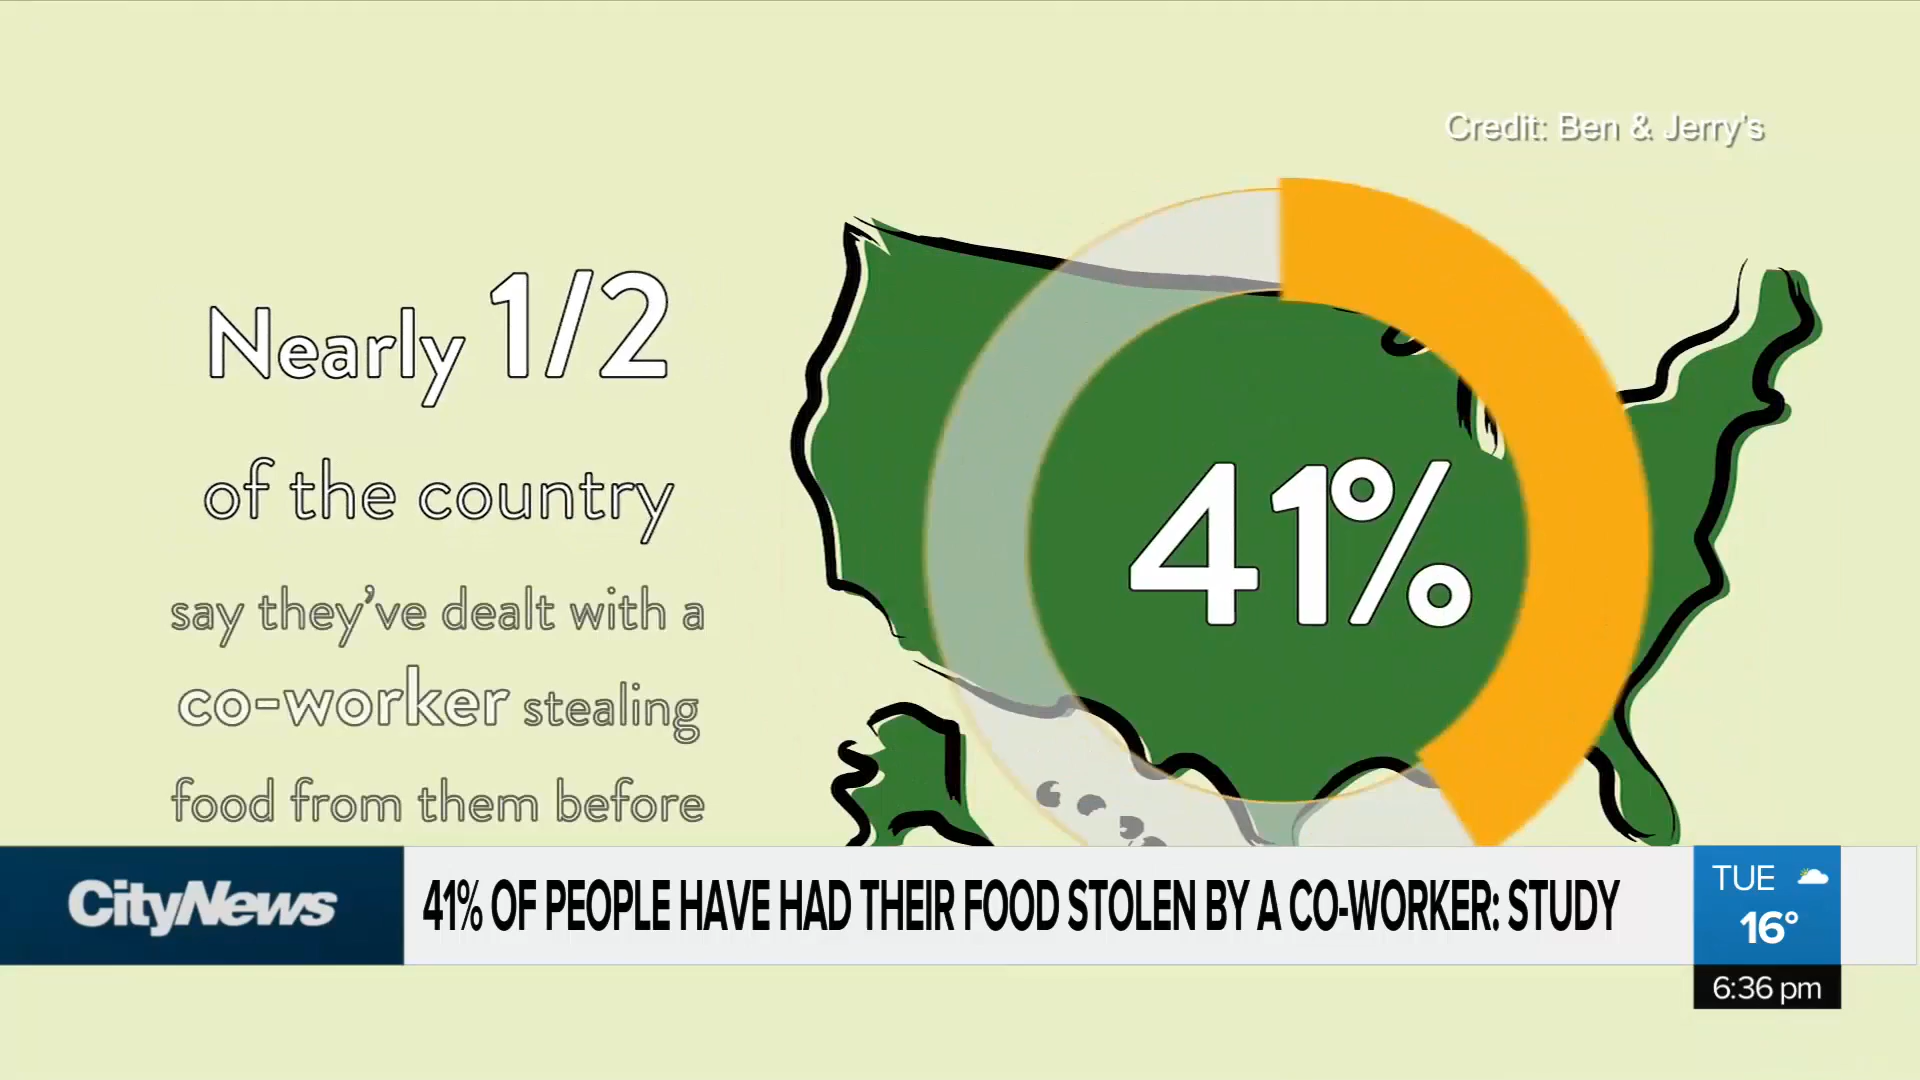 Credit: Ben & Jerry's
Nearly 1/2
of the country
say they've dealt with a
co-worker stealing
food from them before
41%
CityNews
41% OF PEOPLE HAVE HAD THEIR FOOD STOLEN BY A CO-WORKER: STUDY
TUE
16°
6:36 pm